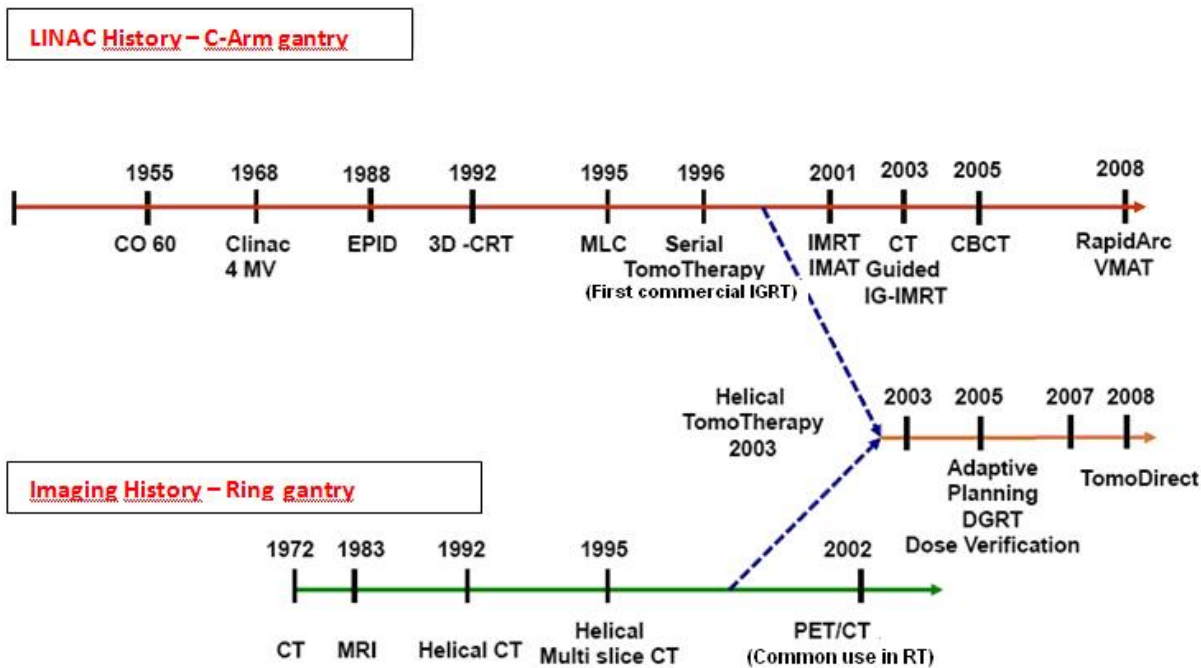 LINAC History – C-Arm gantry
1955 1968 1988 1992 1995 1996 2001 2003 2005 2008
CO 60 Clinac EPID 3D -CRT MLC Serial IMRT CT CBCT RapidArc
4 MV TomoTherapy IMAT Guided VMAT
(First commercial IGRT) IG-IMRT
Helical 2003 2005 2007 2008
TomoTherapy
2003
Adaptive TomoDirect
Planning
DGRT
Dose Verification
Imaging History – Ring gantry
1972 1983 1992 1995 2002
CT MRI Helical CT Helical PET/CT
Multi slice CT (Common use in RT)